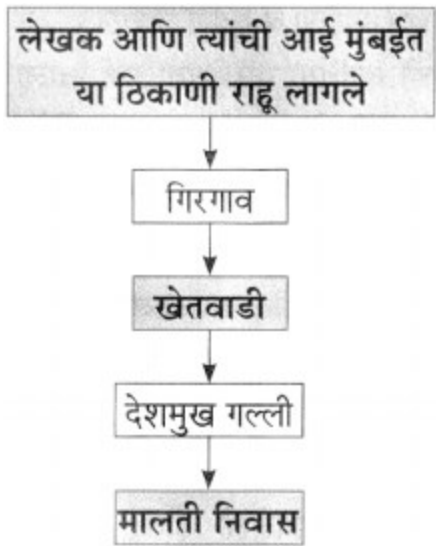 लेखक आणि त्यांची आई मुंबईत
या ठिकाणी राहू लागले
गिरगाव
खेतवाडी
देशमुख गल्ली
मालती निवास